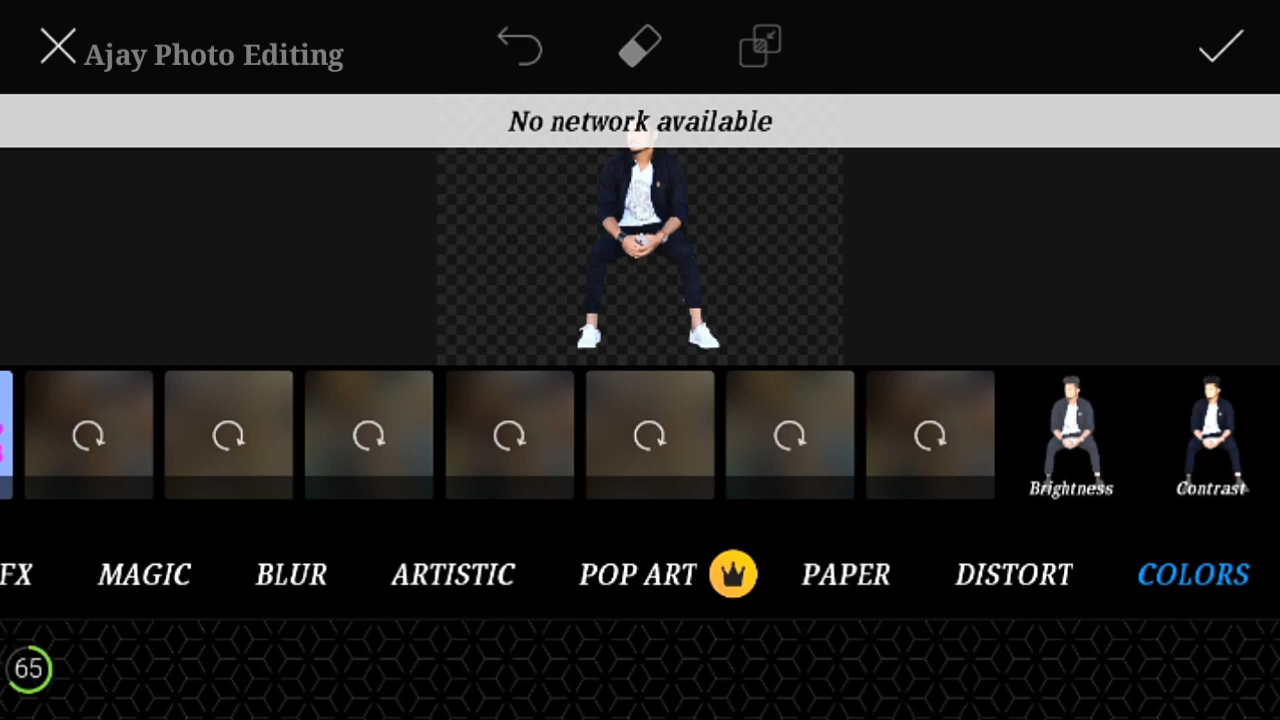 Ajay Photo Editing
No network available
Brightness
Contrast
FX
MAGIC
BLUR
ARTISTIC
POP ART
PAPER
DISTORT
COLORS
65